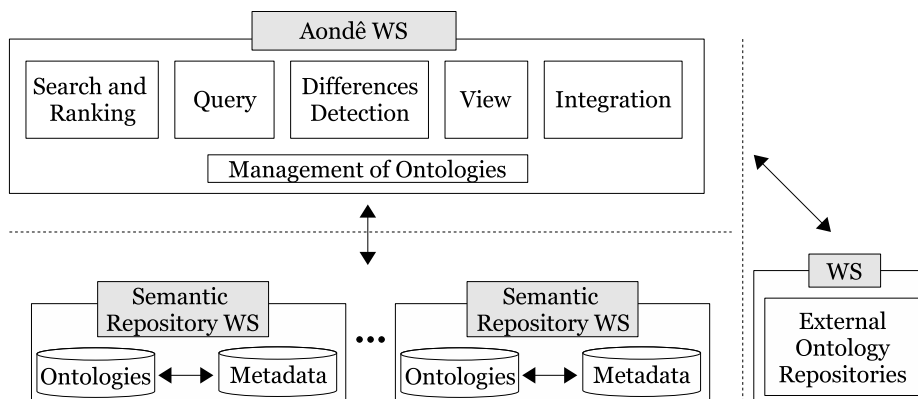 Aondê WS
Search and
Ranking
Query
Differences
Detection
View
Integration
Management of Ontologies
WS
External
Ontology
Repositories
Semantic
Repository WS
Ontologies
Metadata
...
Semantic
Repository WS
Ontologies
Metadata